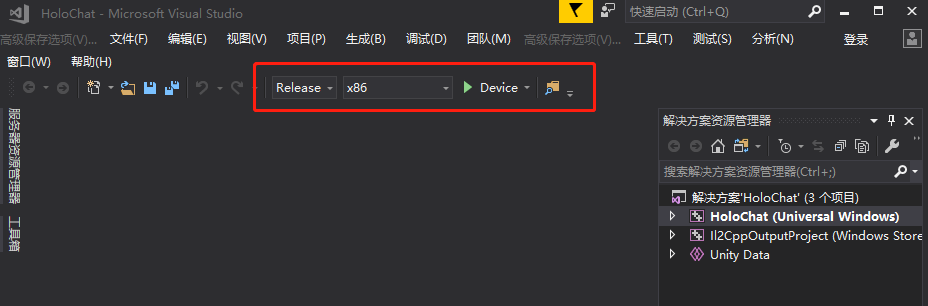 HoloChat - Microsoft Visual Studio
快速启动 (Ctrl+Q)
高级保存选项(V)... 文件(F) 编辑(E) 视图(V) 项目(P) 生成(B) 调试(D) 团队(M) 高级保存选项(V)... 工具(T) 测试(S) 分析(N) 登录
窗口(W) 帮助(H)
Release x86 Device
服务器资源管理器
工具箱
解决方案资源管理器
搜索解决方案资源管理器(Ctrl+;)
解决方案'HoloChat' (3 个项目)
HoloChat (Universal Windows)
Il2CppOutputProject (Windows Store
Unity Data